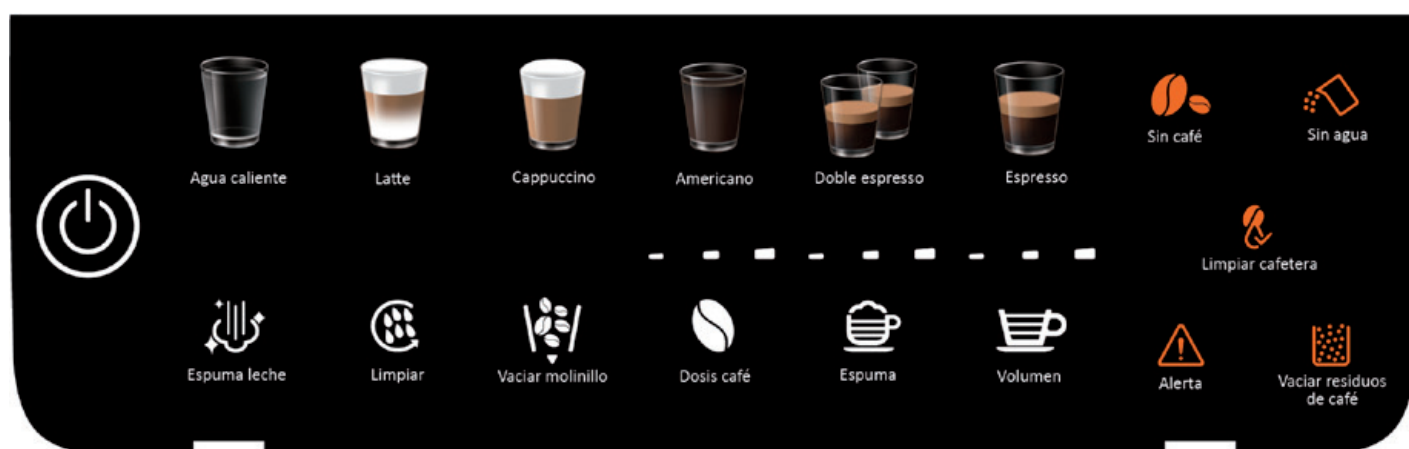 Agua caliente
Latte
Cappuccino
Americano
Doble espresso
Espresso
Sin café
Sin agua
Limpiar cafetera
Espuma leche
Limpiar
Vaciar molinillo
Dosis café
Espuma
Volumen
Alerta
Vaciar residuos
de café